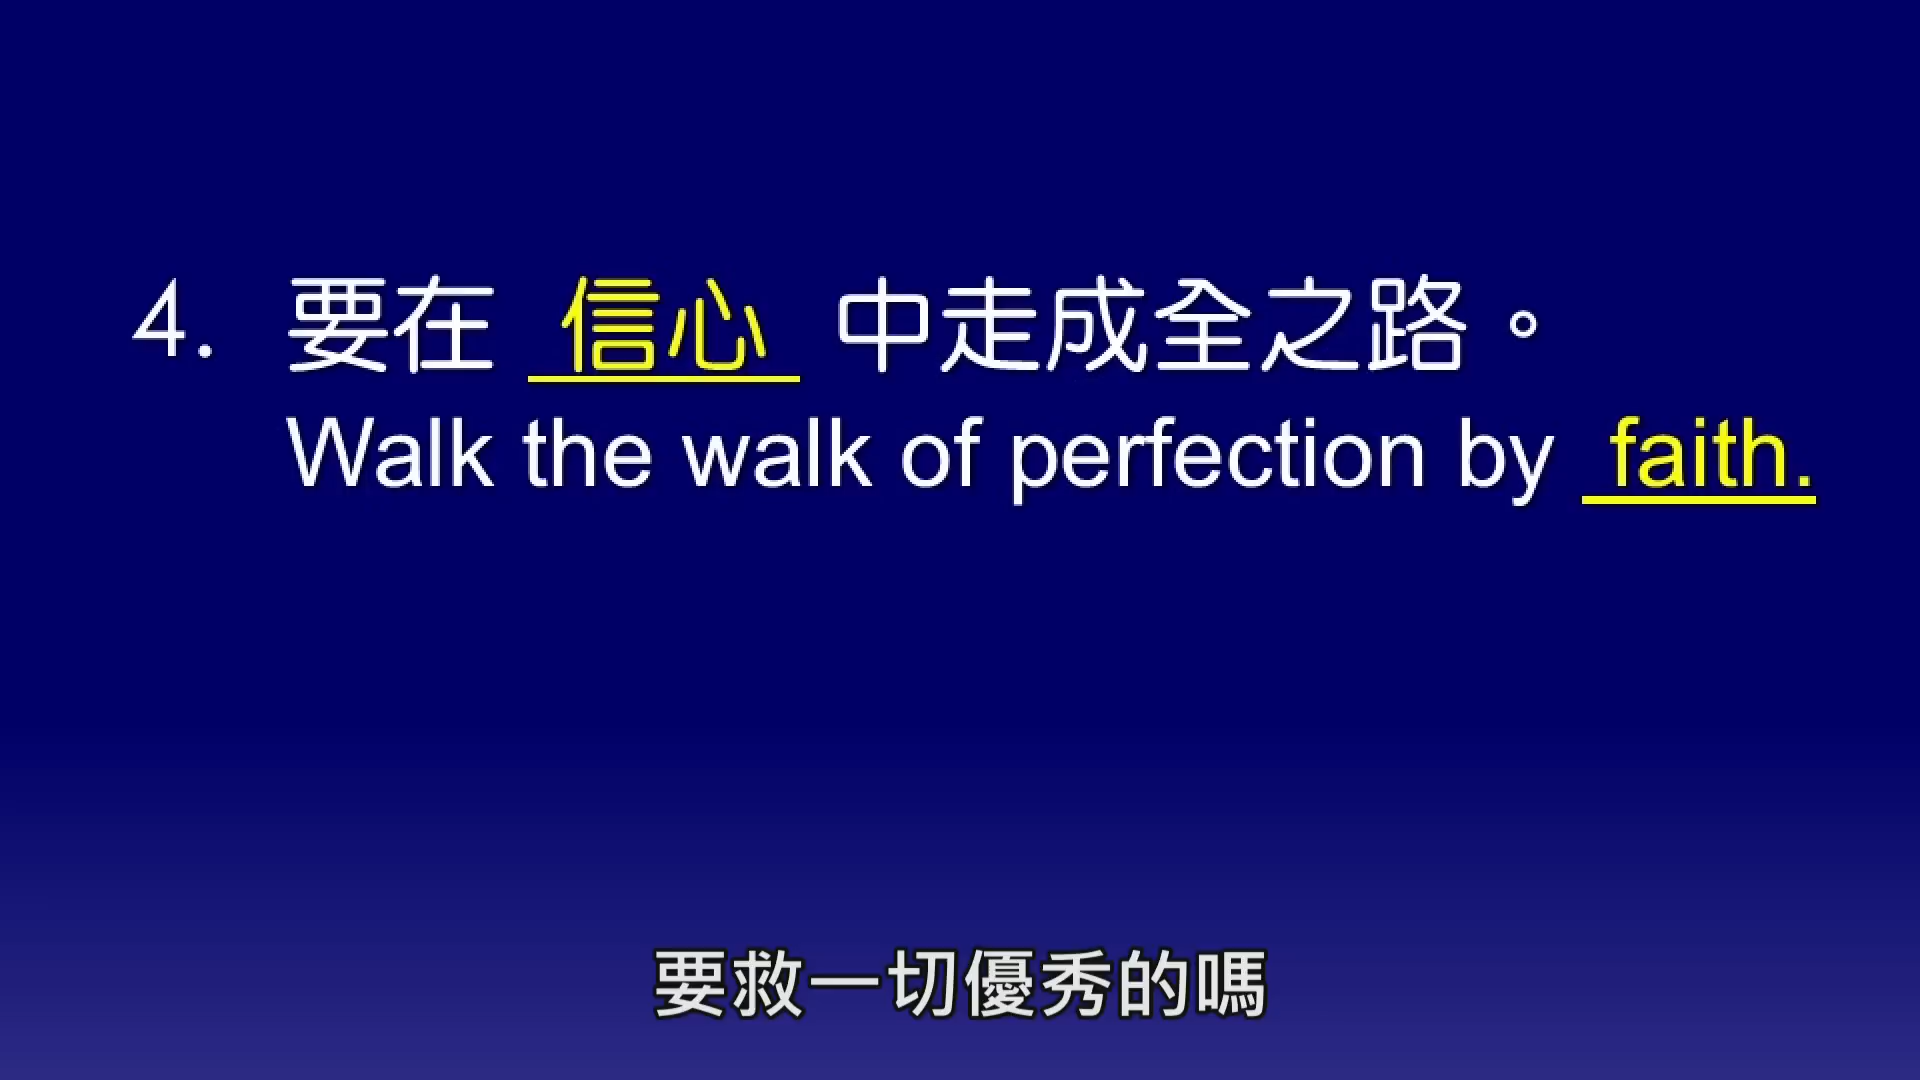 4. 要在 信心 中走成全之路。
Walk the walk of perfection by faith.
要救一切優秀的嗎